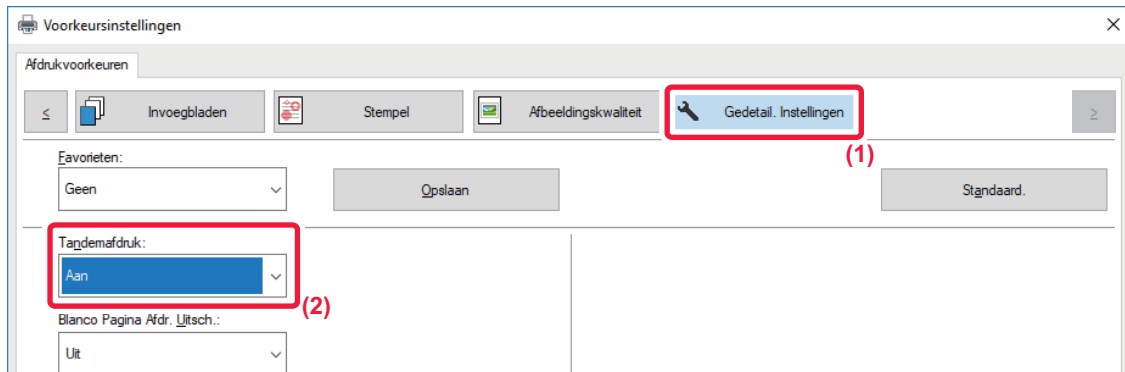 Voorkeursinstellingen
Afdrukvoorkeuren
< Invoegbladen Stempel Afbeeldingskwaliteit Gedetail. Instellingen >
(1)
Favorieten:
Geen Opslaan Standaard.
Tandemafdruk:
Aan
(2)
Blanco Pagina Afdr. Uitsch.:
Uit